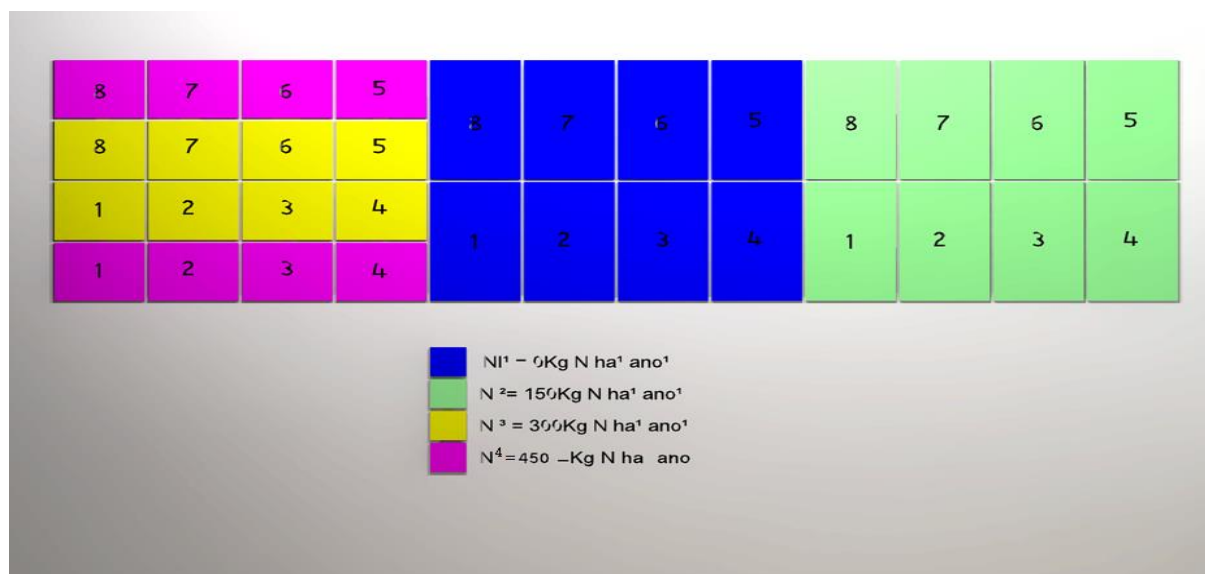 8 7 6 5 8 7 6 5 8 7 6 5
8 7 6 5
1 2 3 4 1 2 3 4 1 2 3 4
1 2 3 4
NI¹ – 0Kg N ha¹ ano¹
N ²= 150Kg N ha¹ ano¹
N ³ = 300Kg N ha¹ ano¹
N⁴=450 –Kg N ha ano